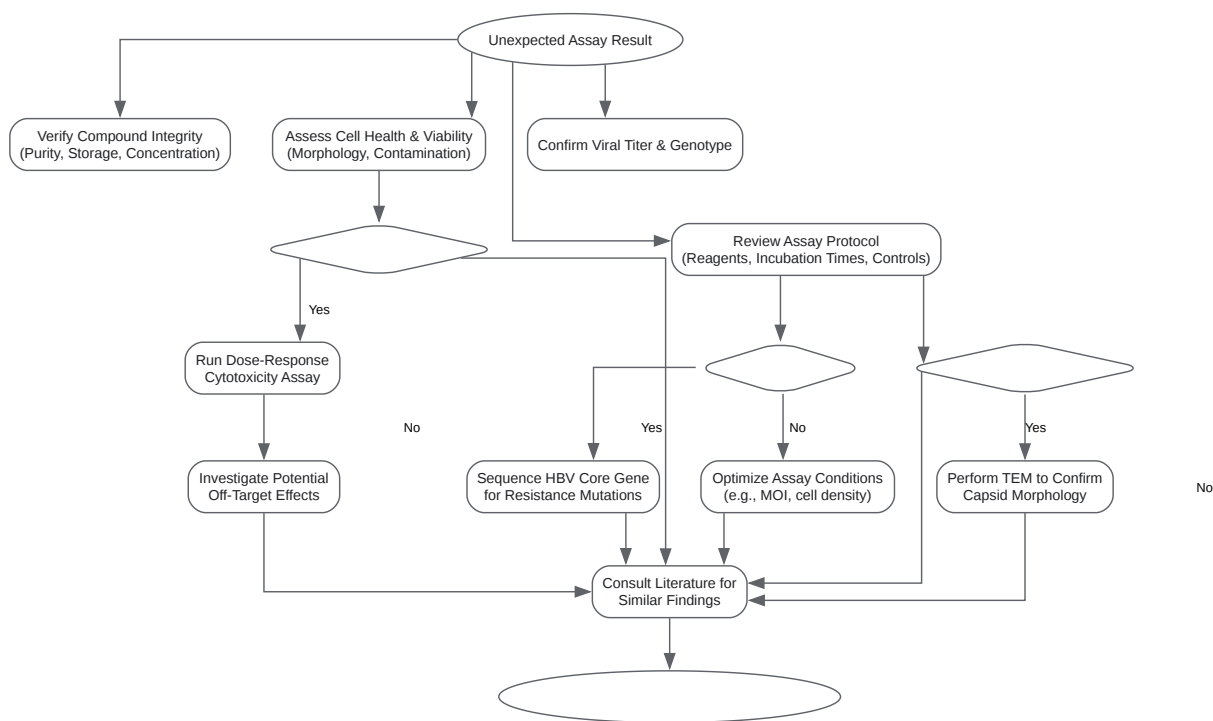 Unexpected Assay Result
Verify Compound Integrity
(Purity, Storage, Concentration)
Assess Cell Health & Viability
(Morphology, Contamination)
Confirm Viral Titer & Genotype
Review Assay Protocol
(Reagents, Incubation Times, Controls)
Yes
Run Dose-Response
Cytotoxicity Assay
No
Yes
No
Yes
Investigate Potential
Off-Target Effects
Sequence HBV Core Gene
for Resistance Mutations
Optimize Assay Conditions
(e.g., MOI, cell density)
Perform TEM to Confirm
Capsid Morphology
No
Consult Literature for
Similar Findings